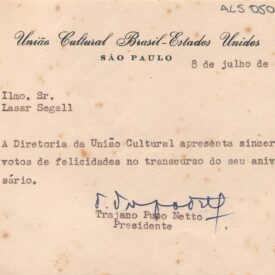 ALS 050
União Cultural Brasil-Estados Unidos
SÃO PAULO
8 de julho de
Ilmo. Sr.
Lasar Segall
A Diretoria da União Cultural apresenta sincer
votos de felicidades no transcurso do seu aniv
sário.
Trajano Pupo Netto
Presidente